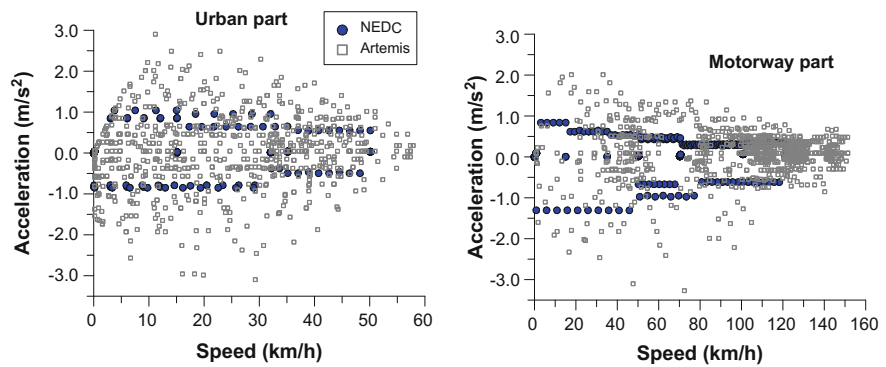 Urban part
NEDC
Artemis
Acceleration (m/s²)
3.0
2.0
1.0
0.0
-1.0
-2.0
-3.0
0 10 20 30 40 50 60
Speed (km/h)
Motorway part
Acceleration (m/s²)
3.0
2.0
1.0
0.0
-1.0
-2.0
-3.0
0 20 40 60 80 100 120 140 160
Speed (km/h)